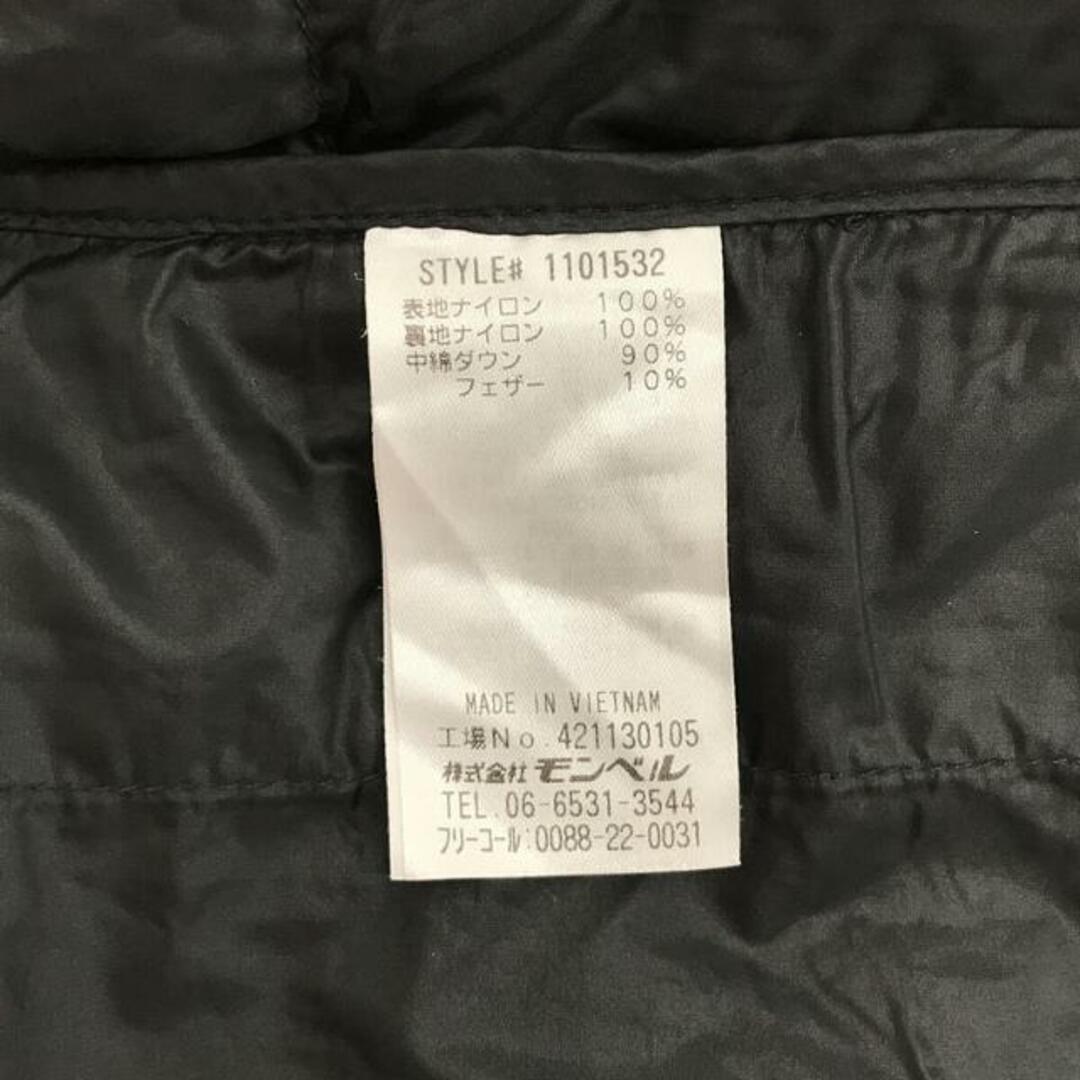 STYLE# 1101532
表地ナイロン 100%
裏地ナイロン 100%
中綿ダウン 90%
フェザー 10%
MADE IN VIETNAM
工場No.421130105
株式会社 モンベル
TEL.06-6531-3544
フリーコール:0088-22-0031